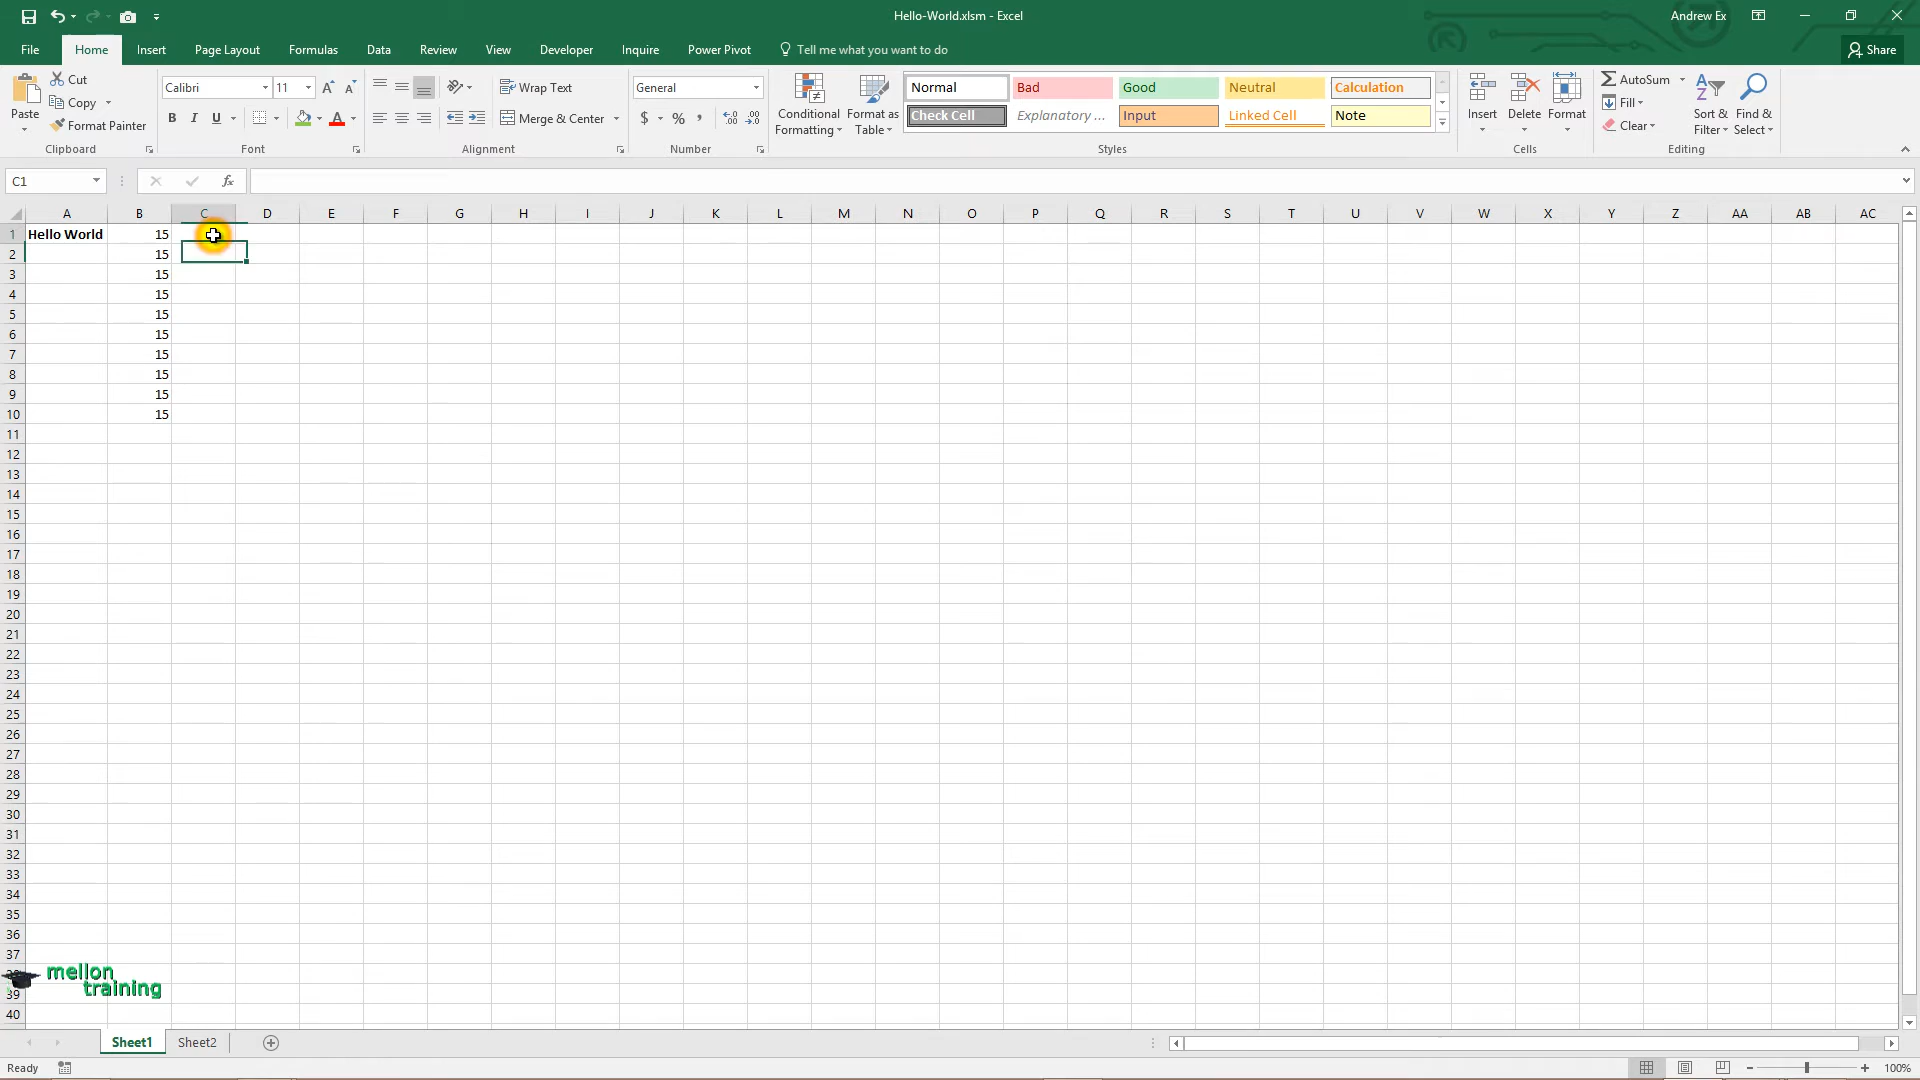 Hello-World.xlsm - Excel
Andrew Ex
File Home Insert Page Layout Formulas Data Review View Developer Inquire Power Pivot Tell me what you want to do Share
Paste
Cut
Copy
Format Painter
Clipboard
Calibri 11
B I U
Font
Wrap Text
Merge & Center
Alignment
General
$ % ,
Number
Conditional Formatting
Format as Table
Normal Bad Good Neutral Calculation
Check Cell Explanatory ... Input Linked Cell Note
Styles
Insert Delete Format
Cells
AutoSum
Fill
Clear
Sort & Filter
Find & Select
Editing
C1 fx
A B C D E F G H I J K L M N O P Q R S T U V W X Y Z AA AB AC
1 Hello World 15
2 15
3 15
4 15
5 15
6 15
7 15
8 15
9 15
10 15
11
12
13
14
15
16
17
18
19
20
21
22
23
24
25
26
27
28
29
30
31
32
33
34
35
36
37
39
40
mellon
training
Sheet1 Sheet2
Ready 100%